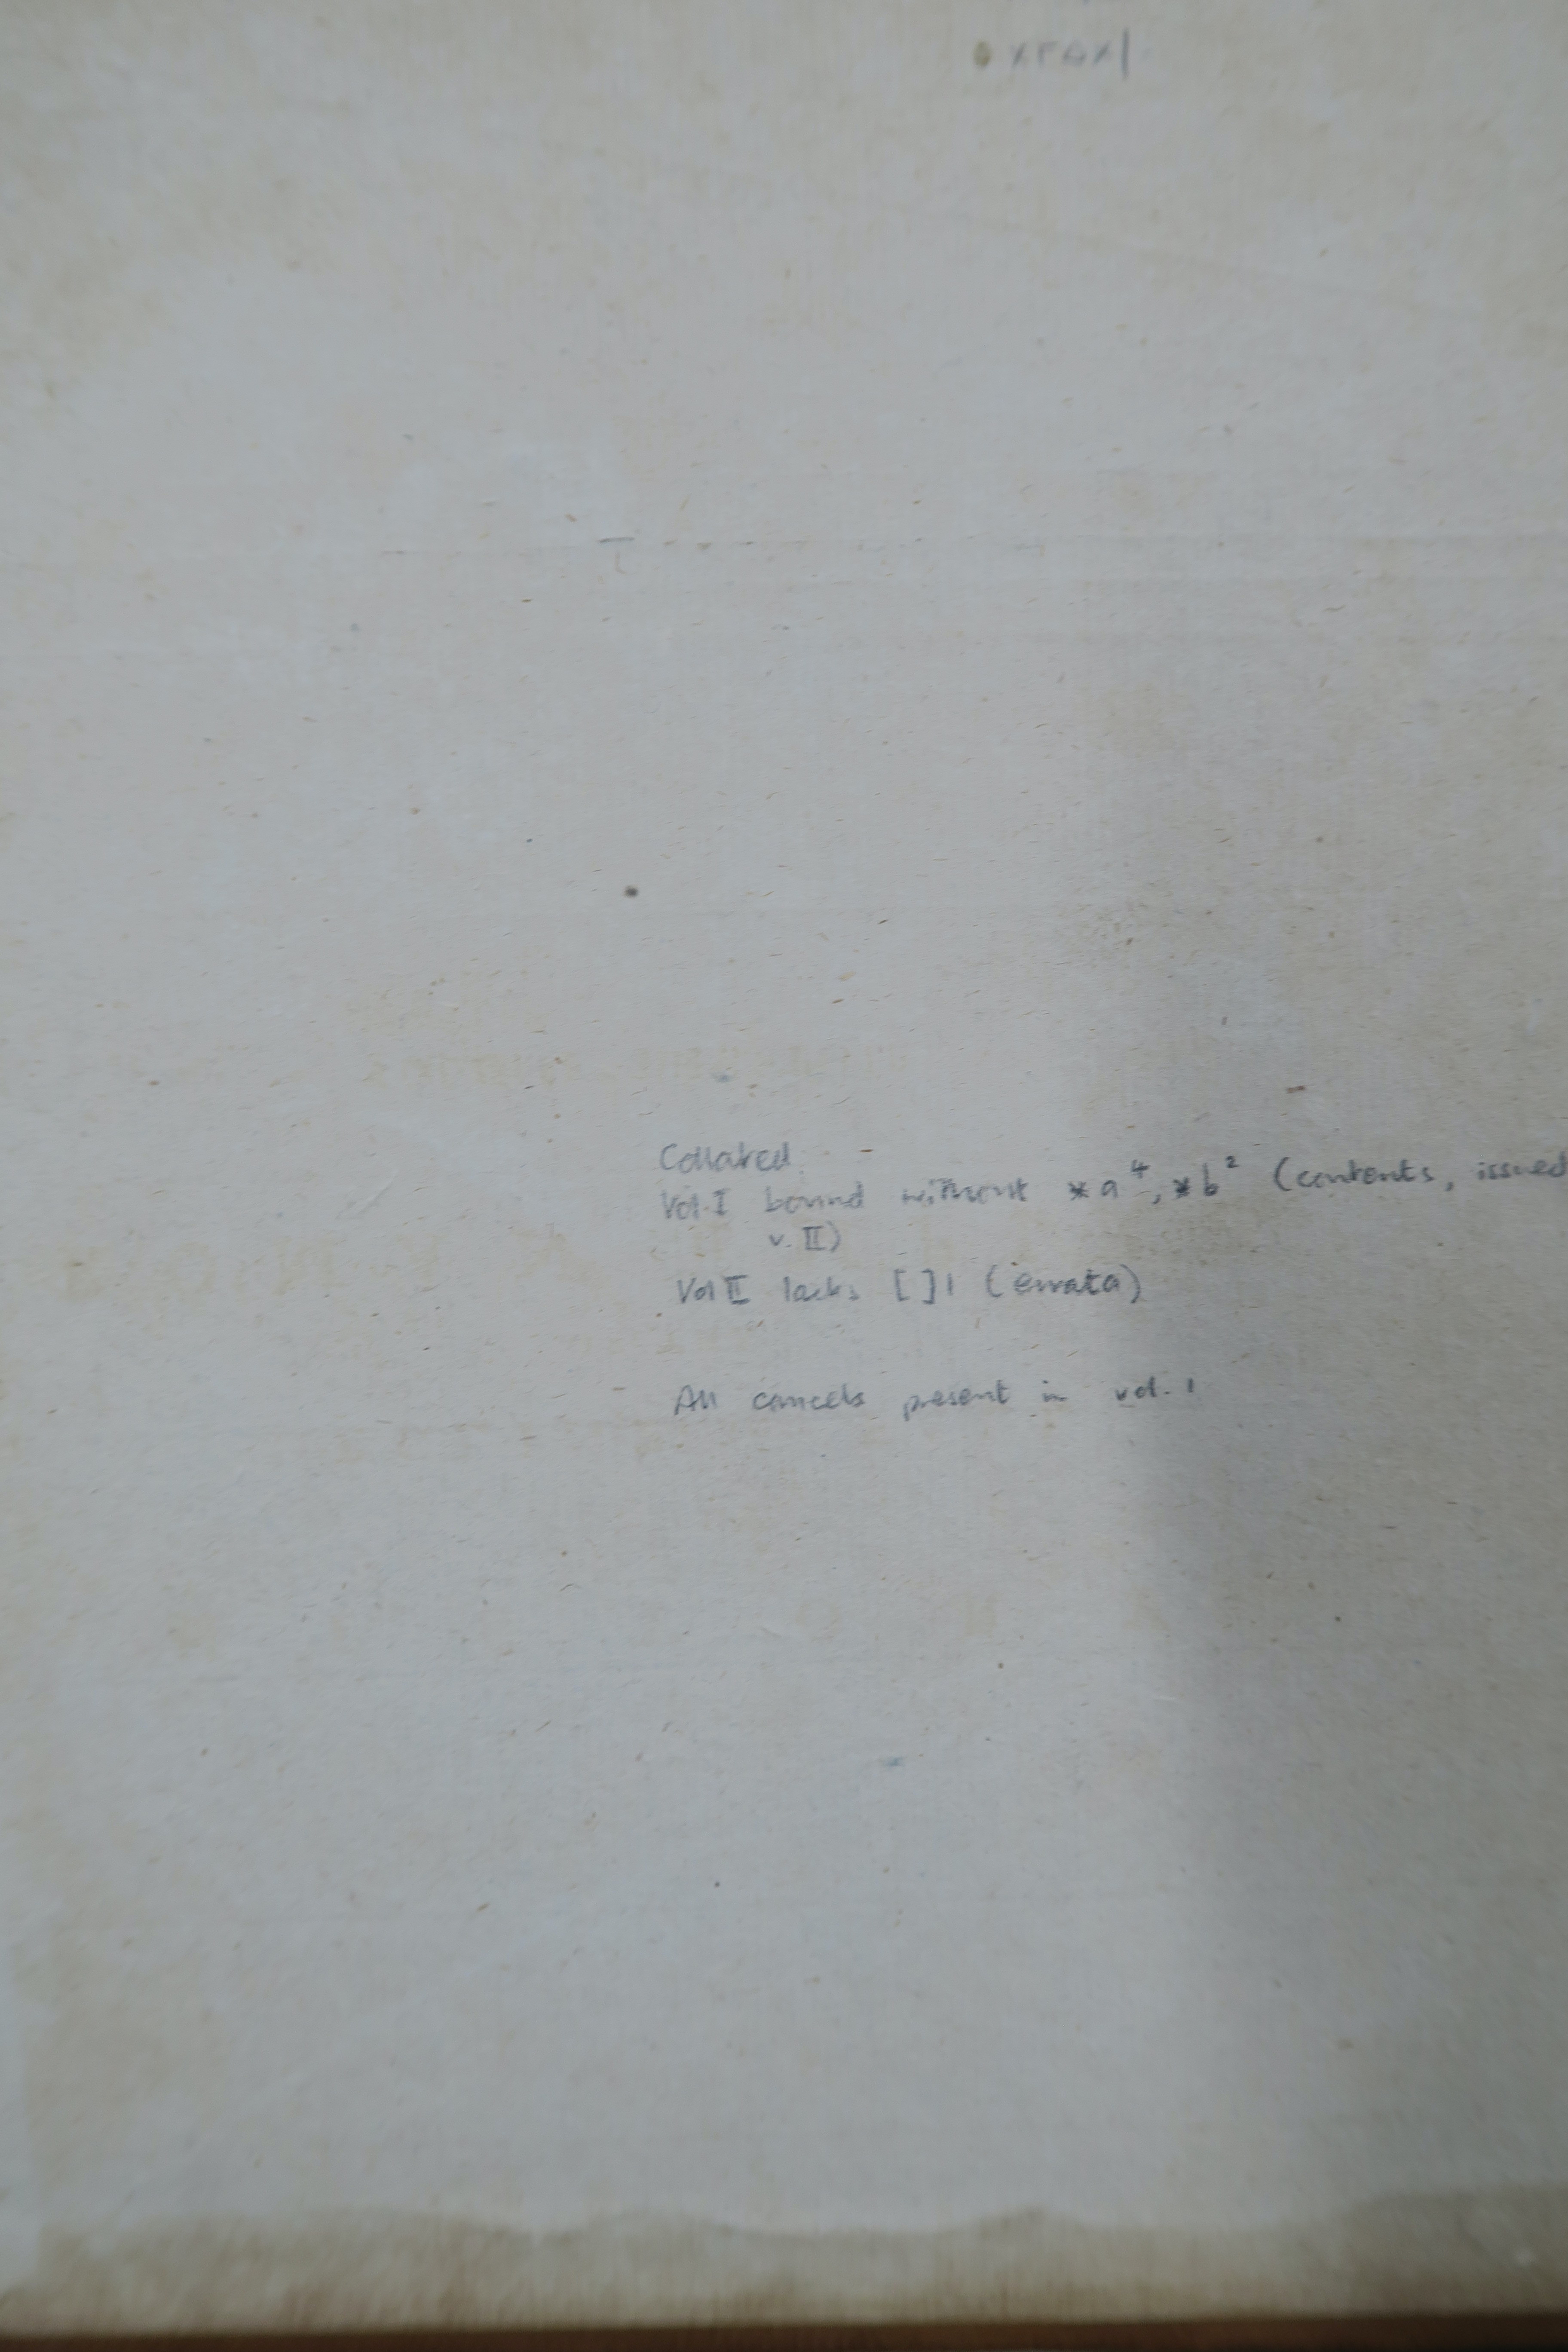 Collated
Vol. I bound without *a⁴, *b² (contents, issued
v. II)
Vol II lacks [ ]1 (errata)
All cancels present in vol. 1